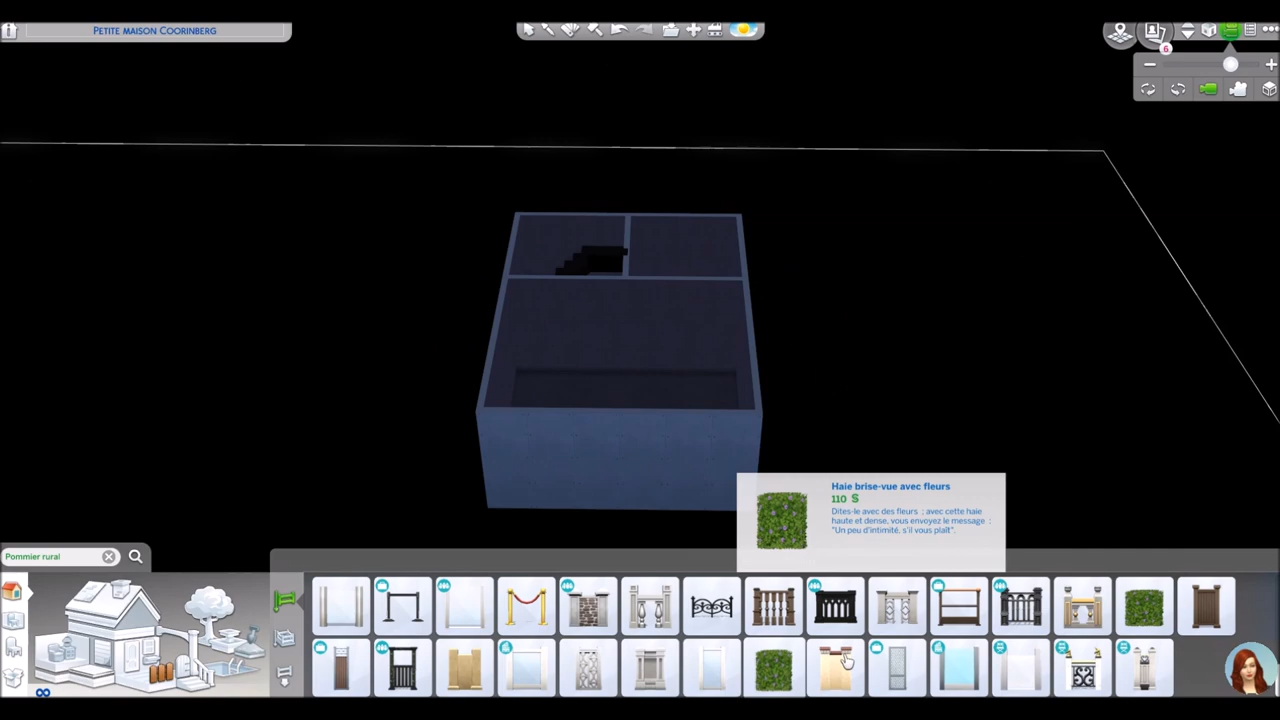 PETITE MAISON COORINBERG
6
Haie brise-vue avec fleurs
110 $
Dites-le avec des fleurs ; avec cette haie
haute et dense, vous envoyez le message :
"Un peu d'intimité, s'il vous plaît".
Pommier rural